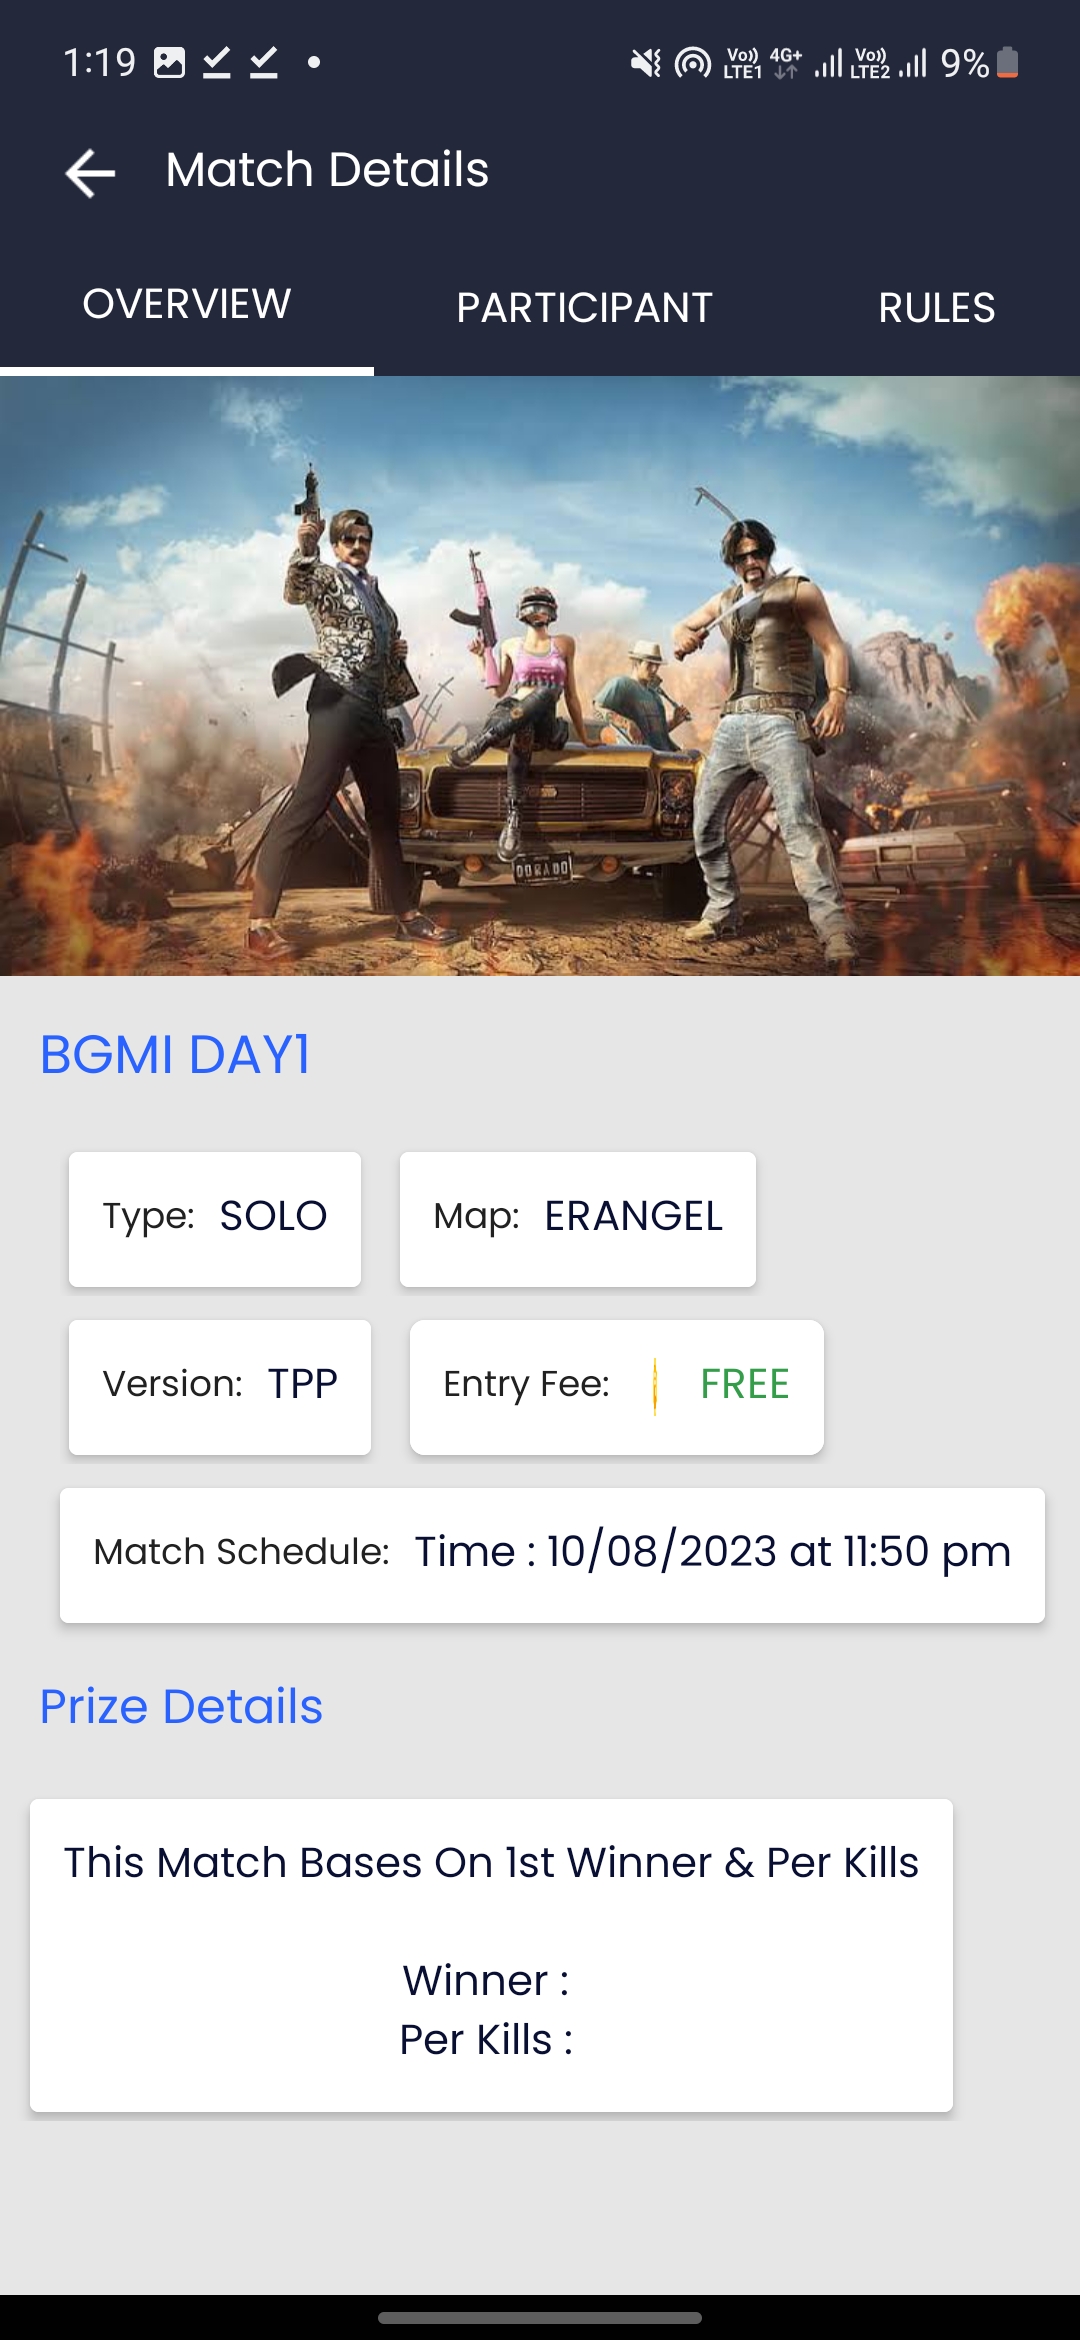 1:19
Vo)) LTE1 4G+ Vo)) LTE2 9%
Match Details
OVERVIEW PARTICIPANT RULES
DORADO
BGMI DAY1
Type: SOLO Map: ERANGEL
Version: TPP Entry Fee: FREE
Match Schedule: Time : 10/08/2023 at 11:50 pm
Prize Details
This Match Bases On 1st Winner & Per Kills
Winner :
Per Kills :